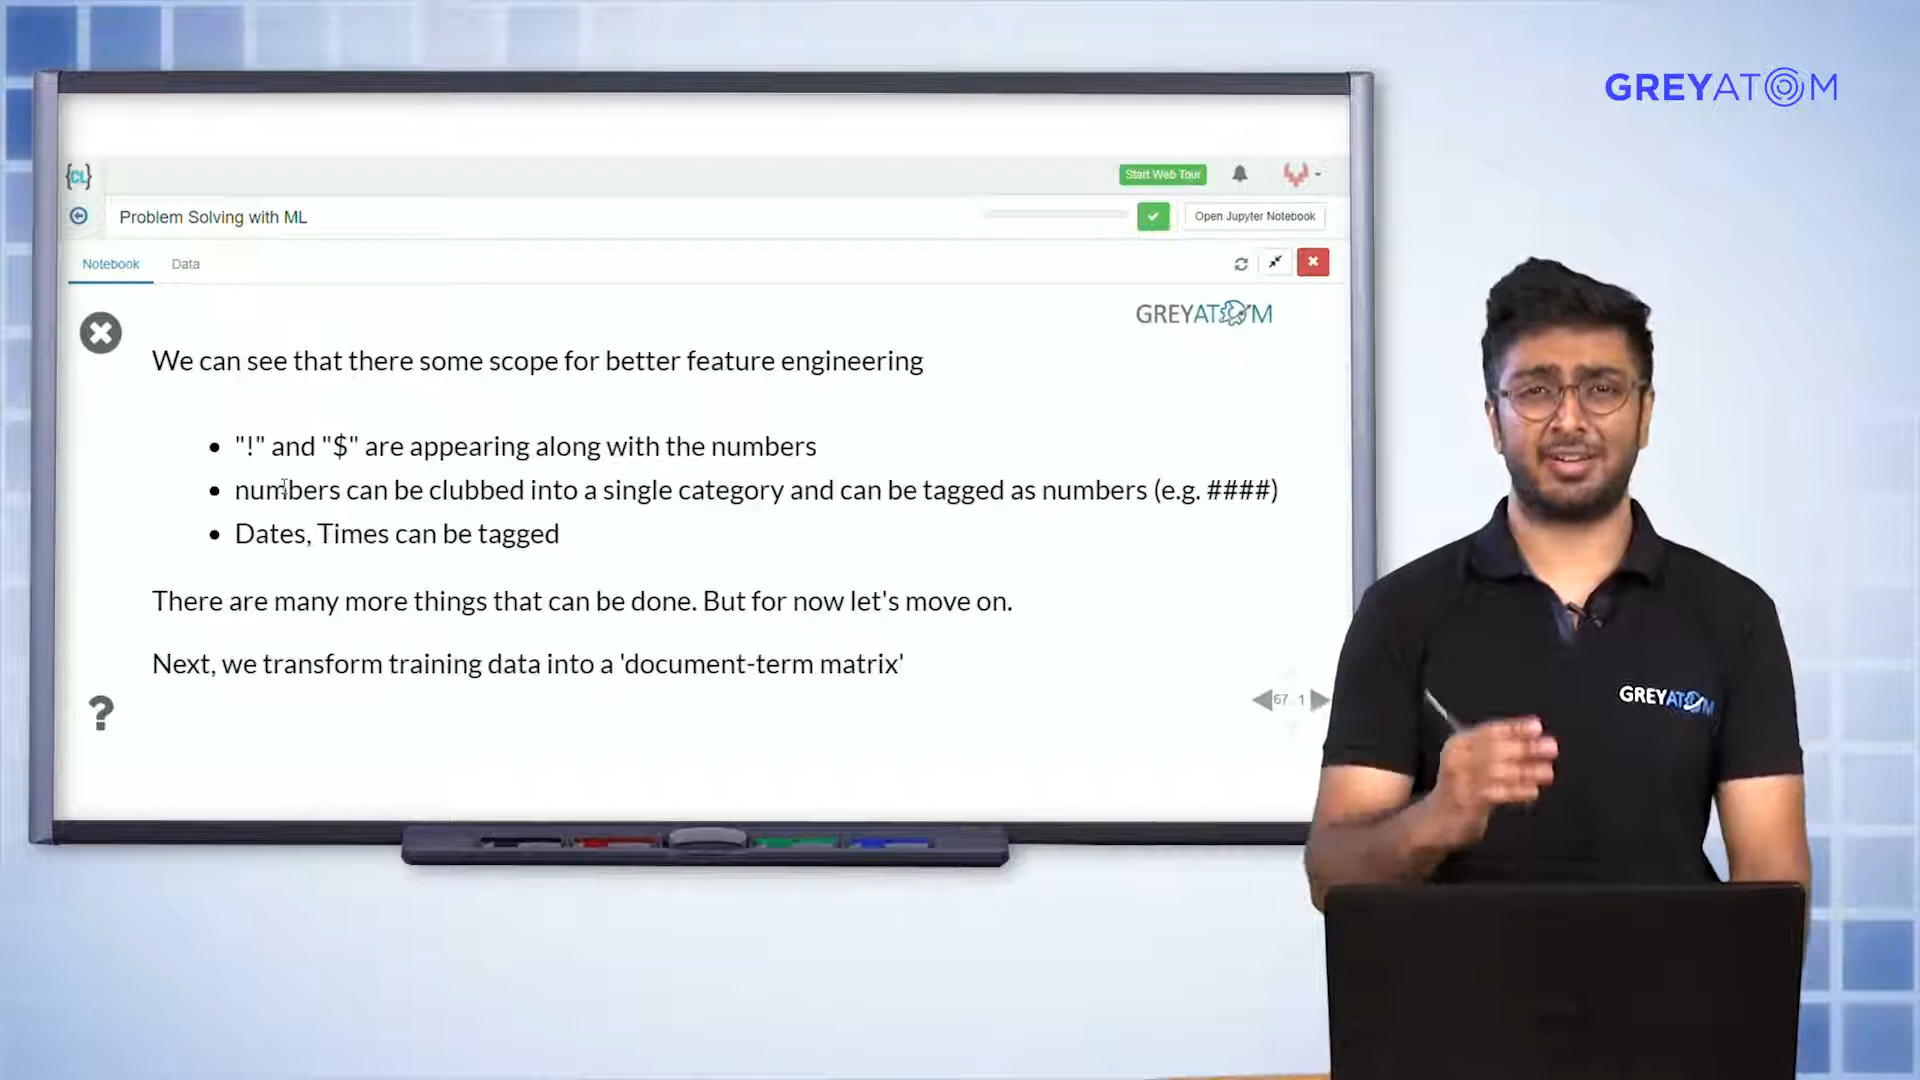 GREYATOM
{CL}
Start Web Tour
Problem Solving with ML
Open Jupyter Notebook
Notebook
Data
GREYATOM
We can see that there some scope for better feature engineering
• "!" and "$" are appearing along with the numbers
• numbers can be clubbed into a single category and can be tagged as numbers (e.g. ####)
• Dates, Times can be tagged
There are many more things that can be done. But for now let's move on.
Next, we transform training data into a 'document-term matrix'
?
67 . 1
GREYATOM